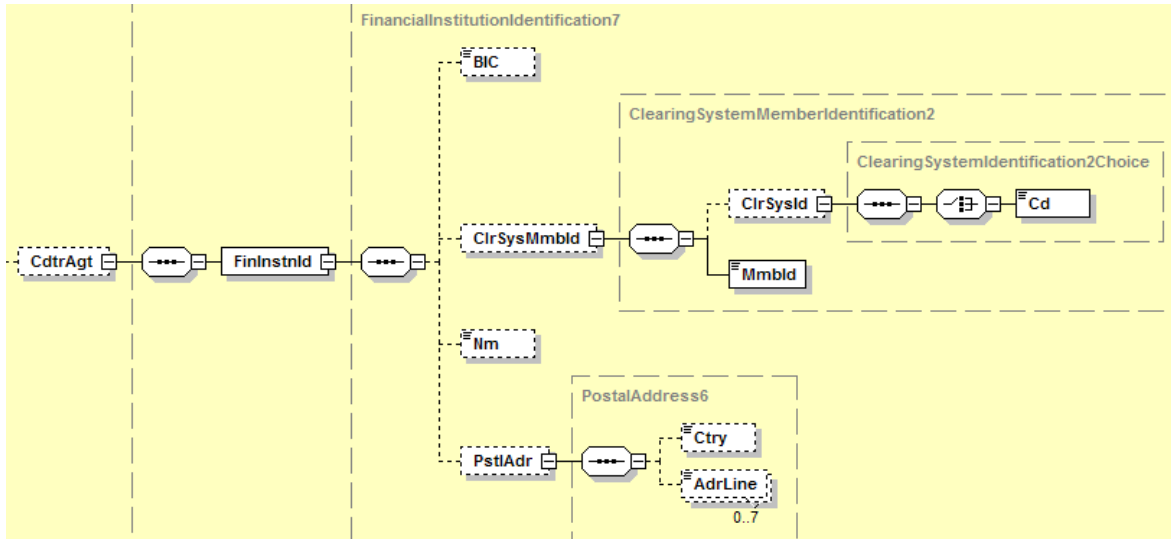 FinancialInstitutionIdentification7
BIC
ClearingSystemMemberIdentification2
ClearingSystemIdentification2Choice
ClrSysId
Cd
CdtrAgt
FinInstnId
ClrSysMmbId
MmbId
Nm
PostalAddress6
Ctry
PstlAdr
AdrLine
0..7